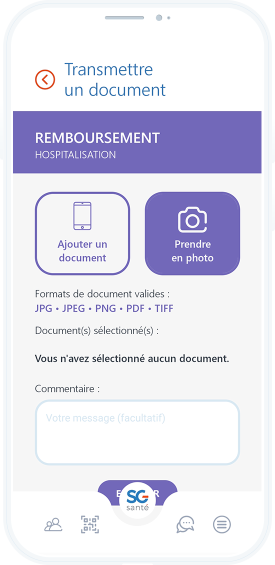 Transmettre
un document
REMBOURSEMENT
HOSPITALISATION
Ajouter un
document
Prendre
en photo
Formats de document valides :
JPG • JPEG • PNG • PDF • TIFF
Document(s) sélectionné(s) :
Vous n'avez sélectionné aucun document.
Commentaire :
Votre message (facultatif)
SG
santé